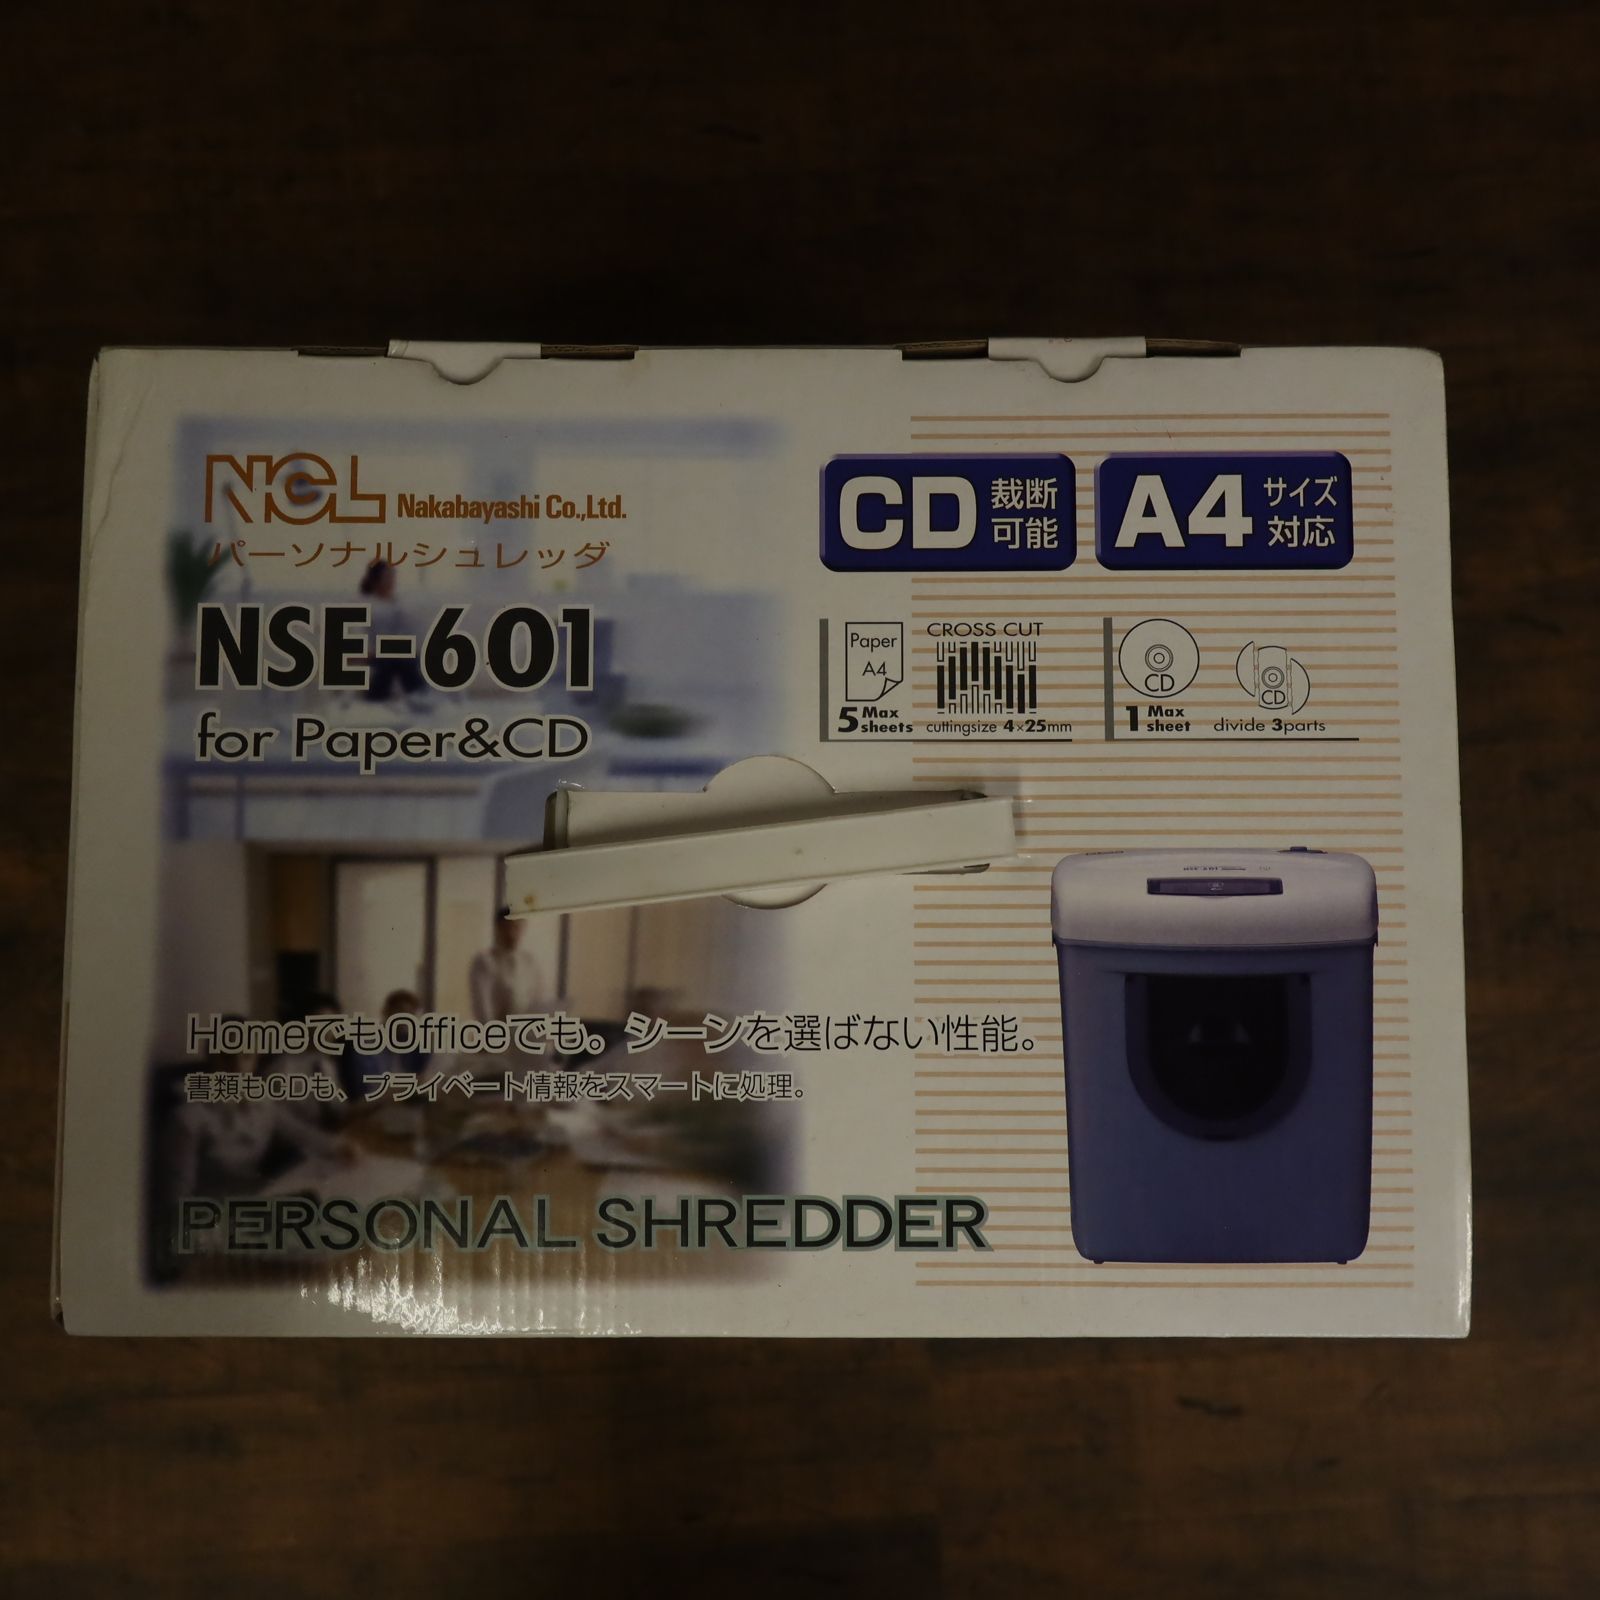 NCL Nakabayashi Co.,Ltd.
パーソナルシュレッダ
NSE-601
for Paper&CD
CD 裁断可能
A4 サイズ対応
Paper
A4
5 Max sheets
CROSS CUT
cuttingsize 4×25mm
CD
1 Max sheet
CD
divide 3parts
NSE-601
HomeでもOfficeでも。シーンを選ばない性能。
書類もCDも、プライベート情報をスマートに処理。
PERSONAL SHREDDER